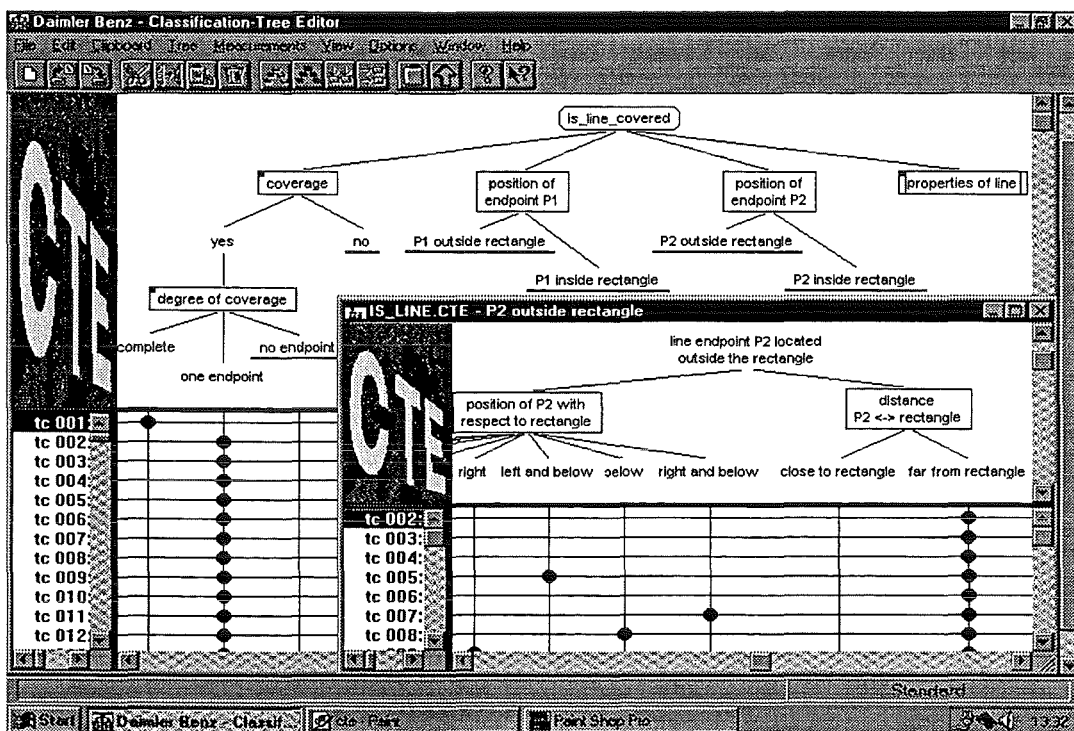 Daimler Benz - Classification-Tree Editor
File Edit Clipboard Tree Measurements View Options Window Help
CTE
is_line_covered
coverage
position of
endpoint P1
position of
endpoint P2
properties of line
yes
no
P1 outside rectangle
P2 outside rectangle
P1 inside rectangle
P2 inside rectangle
degree of coverage
complete
no endpoint
one endpoint
IS_LINE.CTE - P2 outside rectangle
CTE
line endpoint P2 located
outside the rectangle
position of P2 with
respect to rectangle
distance
P2 <-> rectangle
right
left and below
below
right and below
close to rectangle
far from rectangle
tc 001:
tc 002:
tc 003:
tc 004:
tc 005:
tc 006:
tc 007:
tc 008:
tc 009:
tc 010:
tc 011:
tc 012:
tc 002:
tc 003:
tc 004:
tc 005:
tc 006:
tc 007:
tc 008:
Standard
Start
Daimler Benz - Classif...
cte - Paint
Paint Shop Pro
13:32